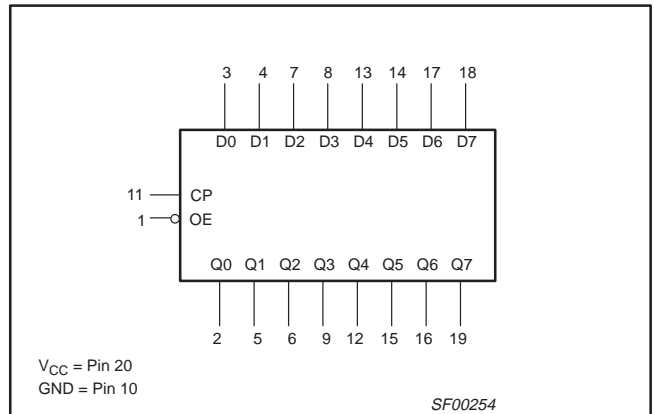 3 4 7 8 13 14 17 18
D0 D1 D2 D3 D4 D5 D6 D7
11 CP
1 OE
Q0 Q1 Q2 Q3 Q4 Q5 Q6 Q7
2 5 6 9 12 15 16 19
VCC = Pin 20
GND = Pin 10
SF00254